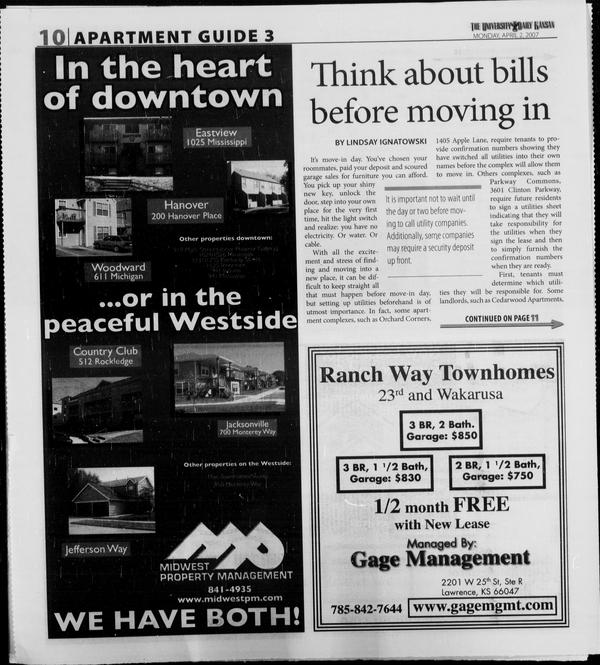 10 APARTMENT GUIDE 3
THE UNIVERSITY DAILY KANSAN
MONDAY, APRIL 2, 2007
In the heart
of downtown
Eastview
1025 Mississippi
Hanover
200 Hanover Place
Other properties downtown:
Woodward
611 Michigan
...or in the
peaceful Westside
Country Club
512 Rockledge
Jacksonville
700 Monterey Way
Other properties on the Westside:
Jefferson Way
MIDWEST
PROPERTY MANAGEMENT
841-4935
www.midwestpm.com
WE HAVE BOTH!
Think about bills
before moving in
BY LINDSAY IGNATOWSKI
It's move-in day. You've chosen your
roommates, paid your deposit and scoured
garage sales for furniture you can afford.
You pick up your shiny
new key, unlock the
door, step into your own
place for the very first
time, hit the light switch
and realize: you have no
electricity. Or water. Or
cable.
With all the excite-
ment and stress of find-
ing and moving into a
new place, it can be dif-
ficult to keep straight all
that must happen before move-in day,
but setting up utilities beforehand is of
utmost importance. In fact, some apart-
ment complexes, such as Orchard Corners,
It is important not to wait until
the day or two before mov-
ing to call utility companies.
Additionally, some companies
may require a security deposit
up front.
1405 Apple Lane, require tenants to pro-
vide confirmation numbers showing they
have switched all utilities into their own
names before the complex will allow them
to move in. Others complexes, such as
Parkway Commons,
3601 Clinton Parkway,
require future residents
to sign a utilities sheet
indicating that they will
take responsibility for
the utilities when they
sign the lease and then
to simply furnish the
confirmation numbers
when they are ready.
First, tenants must
determine which utili-
ties they will be responsible for. Some
landlords, such as Cedarwood Apartments,
CONTINUED ON PAGE 11
Ranch Way Townhomes
23rd and Wakarusa
3 BR, 2 Bath.
Garage: $850
3 BR, 1 1/2 Bath,
Garage: $830
2 BR, 1 1/2 Bath,
Garage: $750
1/2 month FREE
with New Lease
Managed By:
Gage Management
2201 W 25th St, Ste R
Lawrence, KS 66047
785-842-7644 www.gagemgmt.com